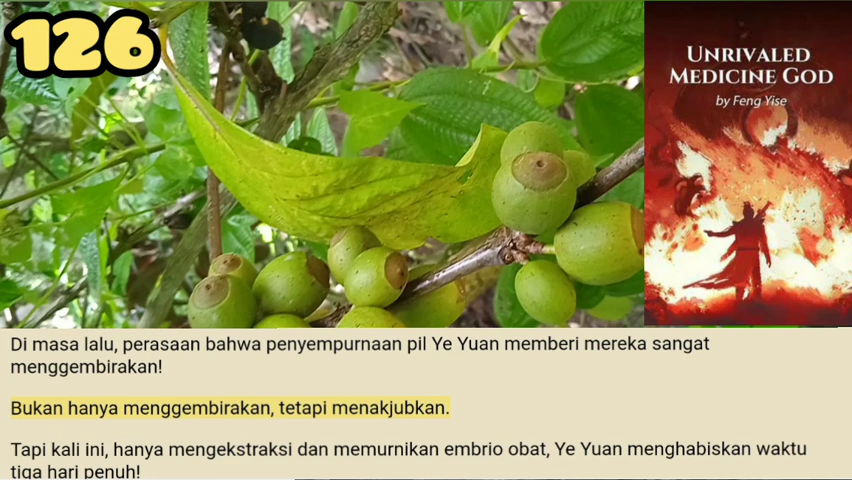 126
UNRIVALED
MEDICINE GOD
by Feng Yise
Di masa lalu, perasaan bahwa penyempurnaan pil Ye Yuan memberi mereka sangat
menggembirakan!
Bukan hanya menggembirakan, tetapi menakjubkan.
Tapi kali ini, hanya mengekstraksi dan memurnikan embrio obat, Ye Yuan menghabiskan waktu
tiga hari penuh!